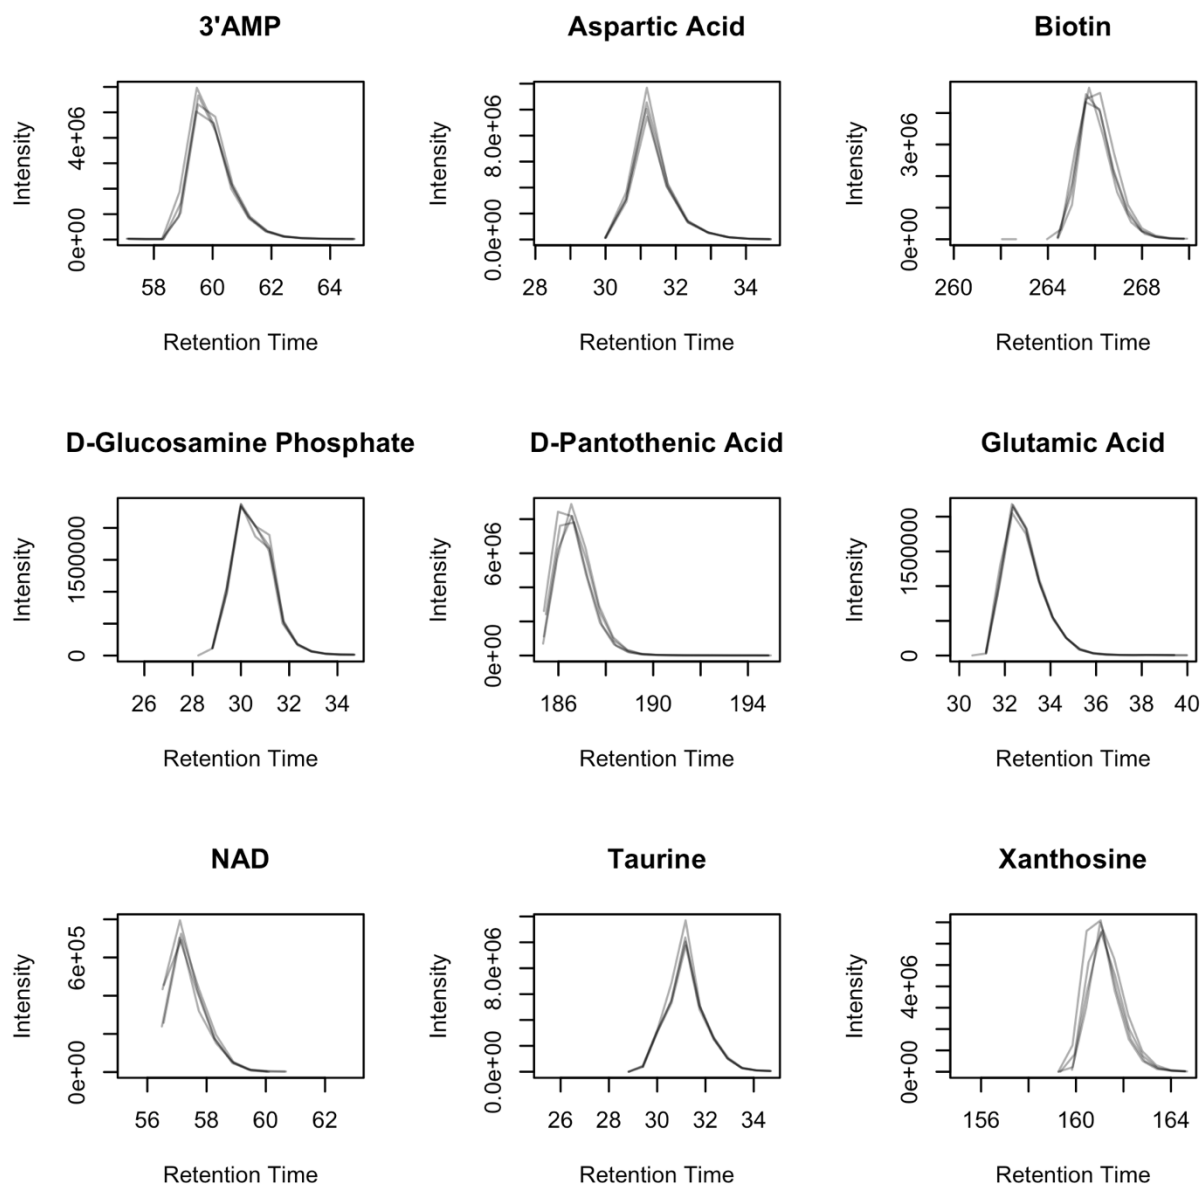 3'AMP
Intensity
0e+00 4e+06
58 60 62 64
Retention Time
Aspartic Acid
Intensity
0.0e+00 8.0e+06
28 30 32 34
Retention Time
Biotin
Intensity
0e+00 3e+06
260 264 268
Retention Time
D-Glucosamine Phosphate
Intensity
0 1500000
26 28 30 32 34
Retention Time
D-Pantothenic Acid
Intensity
0e+00 6e+06
186 190 194
Retention Time
Glutamic Acid
Intensity
0 1500000
30 32 34 36 38 40
Retention Time
NAD
Intensity
0e+00 6e+05
56 58 60 62
Retention Time
Taurine
Intensity
0.0e+00 8.0e+06
26 28 30 32 34
Retention Time
Xanthosine
Intensity
0e+00 4e+06
156 160 164
Retention Time